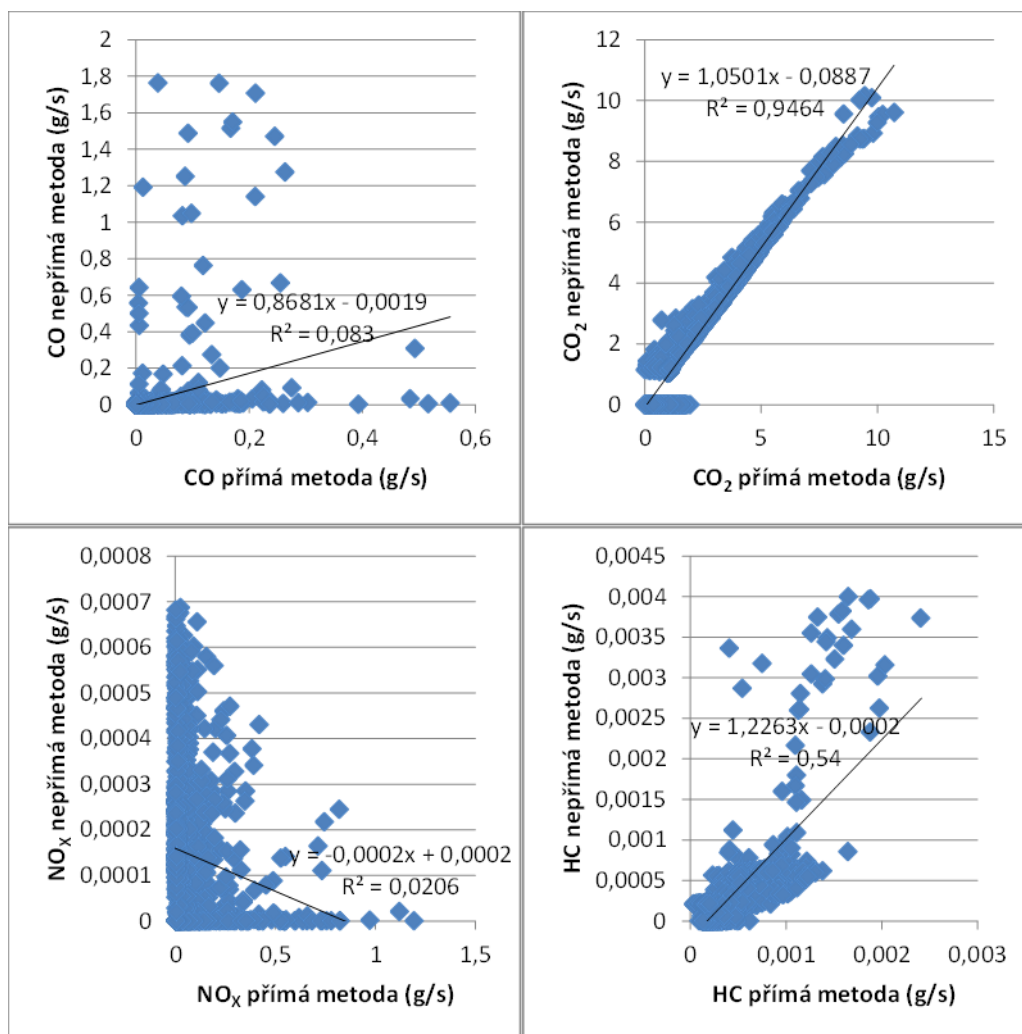 CO nepřímá metoda (g/s)
2
1,8
1,6
1,4
1,2
1
0,8
0,6
0,4
0,2
0
y = 0,8681x - 0,0019
R² = 0,083
0 0,2 0,4 0,6
CO přímá metoda (g/s)
CO₂ nepřímá metoda (g/s)
12
10
8
6
4
2
0
y = 1,0501x - 0,0887
R² = 0,9464
0 5 10 15
CO₂ přímá metoda (g/s)
NOₓ nepřímá metoda (g/s)
0,0008
0,0007
0,0006
0,0005
0,0004
0,0003
0,0002
0,0001
0
y = -0,0002x + 0,0002
R² = 0,0206
0 0,5 1 1,5
NOₓ přímá metoda (g/s)
HC nepřímá metoda (g/s)
0,0045
0,004
0,0035
0,003
0,0025
0,002
0,0015
0,001
0,0005
0
y = 1,2263x - 0,0002
R² = 0,54
0 0,001 0,002 0,003
HC přímá metoda (g/s)